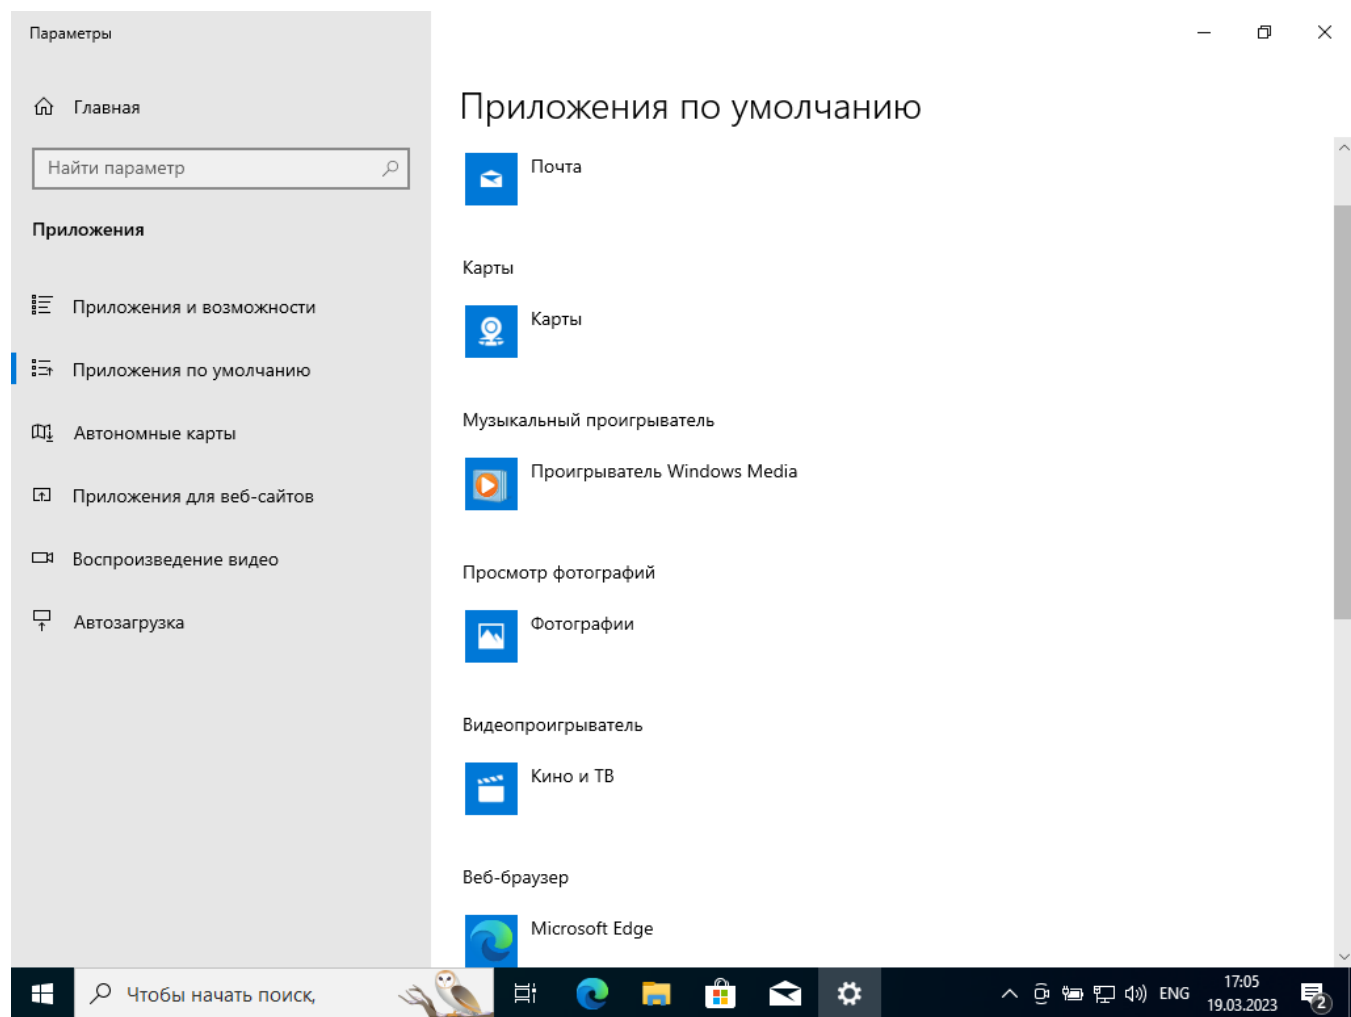 Параметры
Главная
Найти параметр
Приложения
Приложения и возможности
Приложения по умолчанию
Автономные карты
Приложения для веб-сайтов
Воспроизведение видео
Автозагрузка
Приложения по умолчанию
Почта
Карты
Карты
Музыкальный проигрыватель
Проигрыватель Windows Media
Просмотр фотографий
Фотографии
Видеопроигрыватель
Кино и ТВ
Веб-браузер
Microsoft Edge
Чтобы начать поиск,
ENG
17:05
19.03.2023
2